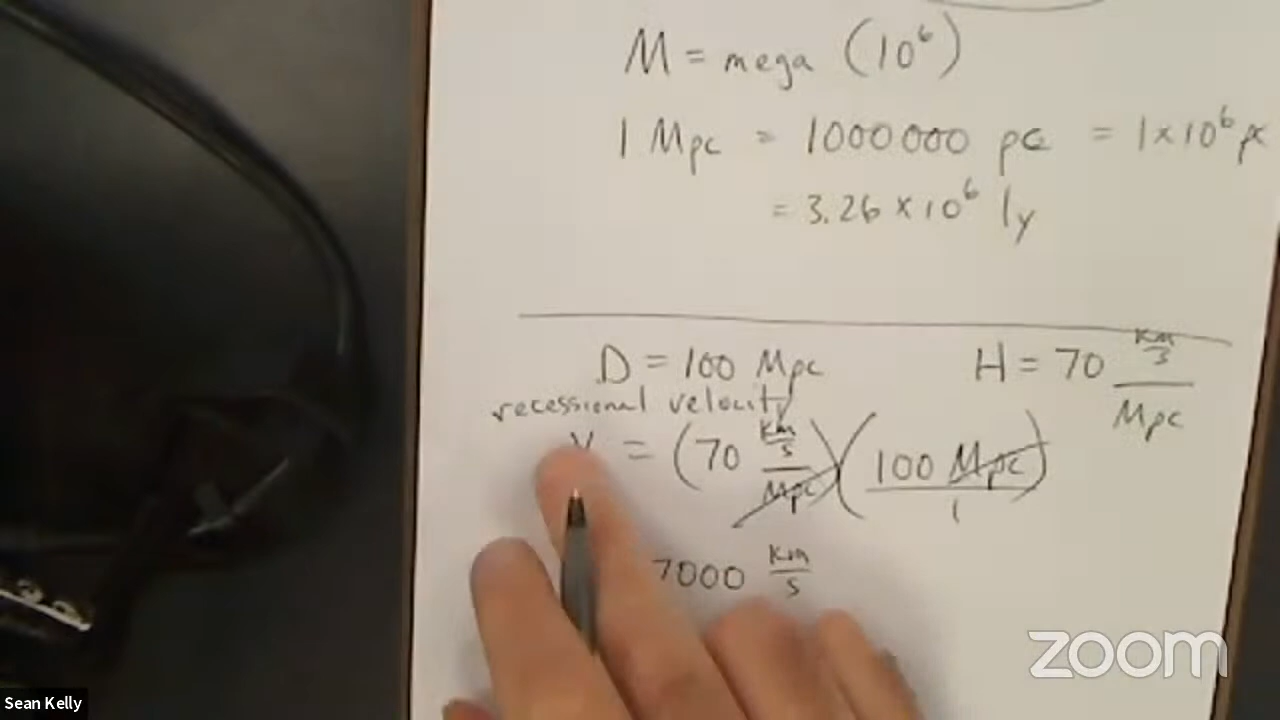 M = mega (10⁶)
1 Mpc = 1000000 pc = 1×10⁶ pc
= 3.26 × 10⁶ ly
D = 100 Mpc
H = 70 km/s / Mpc
recessional velocity
V = (70 km/s / Mpc)(100 Mpc / 1)
7000 km/s
zoom
Sean Kelly